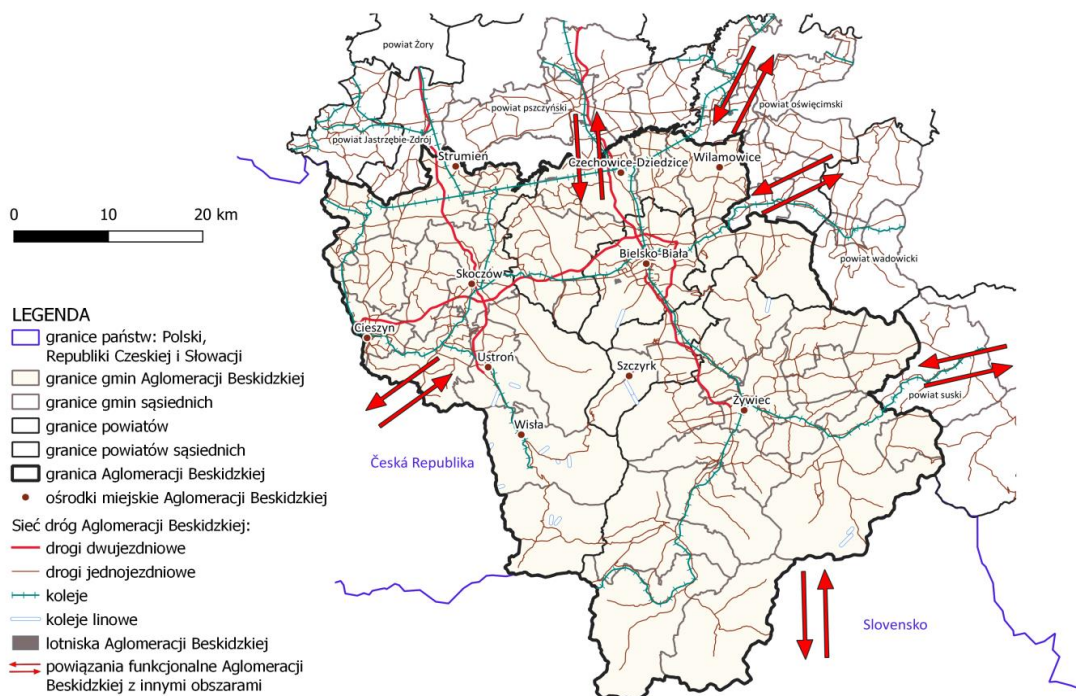 powiat Żory
powiat pszczyński
powiat oświęcimski
powiat Jastrzębie-Zdrój
Strumień
Czechowice-Dziedzice
Wilamowice
0 10 20 km
powiat wadowicki
Bielsko-Biała
Skoczów
Cieszyn
Ustroń
Szczyrk
powiat suski
Żywiec
Wisła
Česká Republika
Slovensko
LEGENDA
granice państw: Polski,
Republiki Czeskiej i Słowacji
granice gmin Aglomeracji Beskidzkiej
granice gmin sąsiednich
granice powiatów
granice powiatów sąsiednich
granica Aglomeracji Beskidzkiej
ośrodki miejskie Aglomeracji Beskidzkiej
Sieć dróg Aglomeracji Beskidzkiej:
drogi dwujezdniowe
drogi jednojezdniowe
koleje
koleje linowe
lotniska Aglomeracji Beskidzkiej
powiązania funkcjonalne Aglomeracji
Beskidzkiej z innymi obszarami